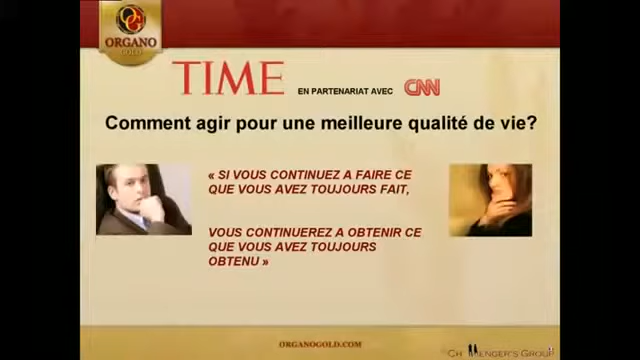 OG
ORGANO
GOLD
TIME EN PARTENARIAT AVEC CNN
Comment agir pour une meilleure qualité de vie?
« SI VOUS CONTINUEZ A FAIRE CE
QUE VOUS AVEZ TOUJOURS FAIT,
VOUS CONTINUEREZ A OBTENIR CE
QUE VOUS AVEZ TOUJOURS
OBTENU »
ORGANOGOLD.COM